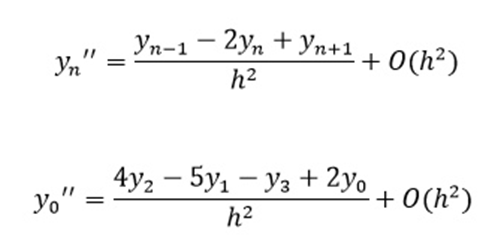 yₙ'' = (yₙ₋₁ − 2yₙ + yₙ₊₁)/h² + O(h²)
y₀'' = (4y₂ − 5y₁ − y₃ + 2y₀)/h² + O(h²)